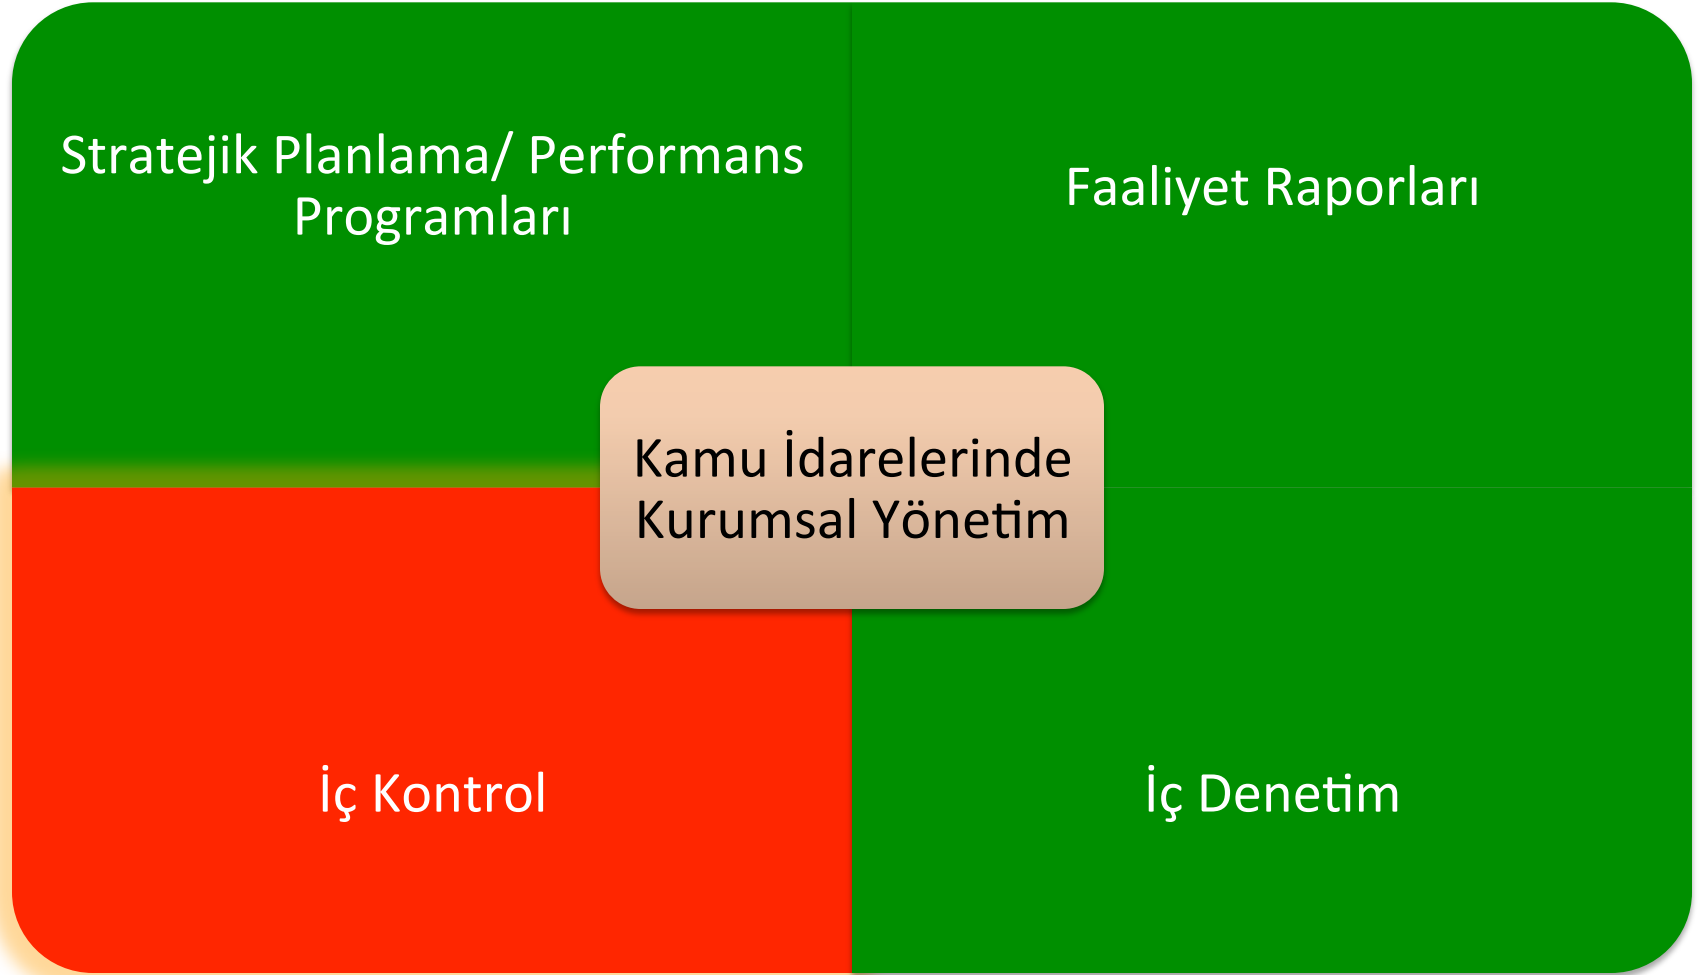 Stratejik Planlama/ Performans
Programları
Faaliyet Raporları
Kamu İdarelerinde
Kurumsal Yönetim
İç Kontrol
İç Denetim